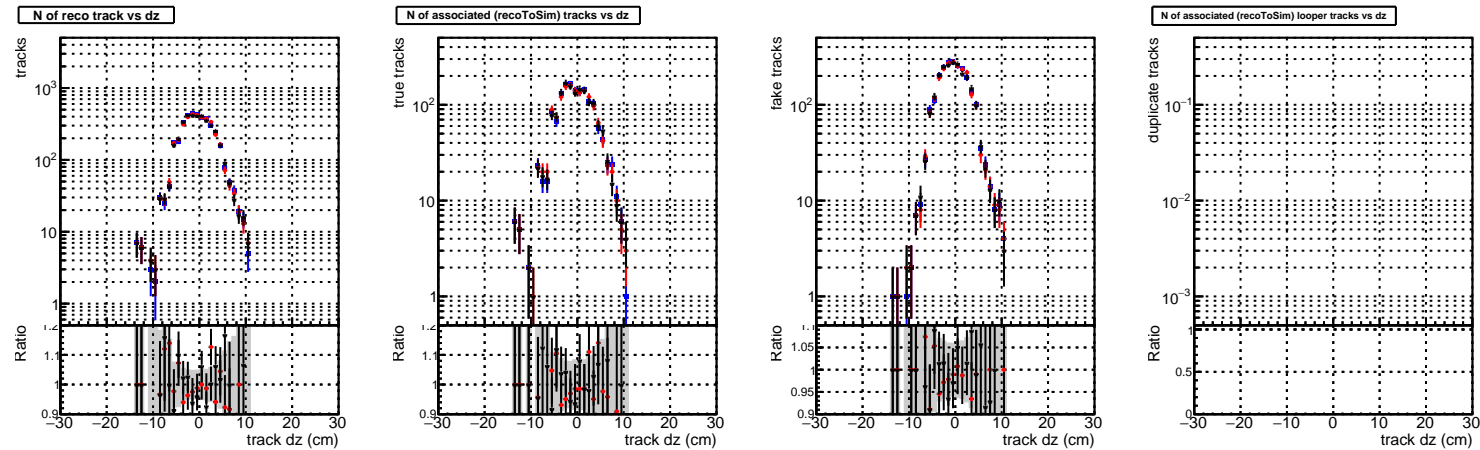 N of reco track vs dz
tracks
10³
10²
10
1
Ratio
1.2
1.1
1
0.9
−30 −20 −10 0 10 20 30
track dz (cm)
N of associated (recoToSim) tracks vs dz
true tracks
10²
10
1
Ratio
1.2
1.1
1
0.9
−30 −20 −10 0 10 20 30
track dz (cm)
fake tracks
10²
10
1
Ratio
1.05
1
0.95
0.9
−30 −20 −10 0 10 20 30
track dz (cm)
N of associated (recoToSim) looper tracks vs dz
duplicate tracks
10⁻¹
10⁻²
10⁻³
Ratio
1
0.5
0
−30 −20 −10 0 10 20 30
track dz (cm)